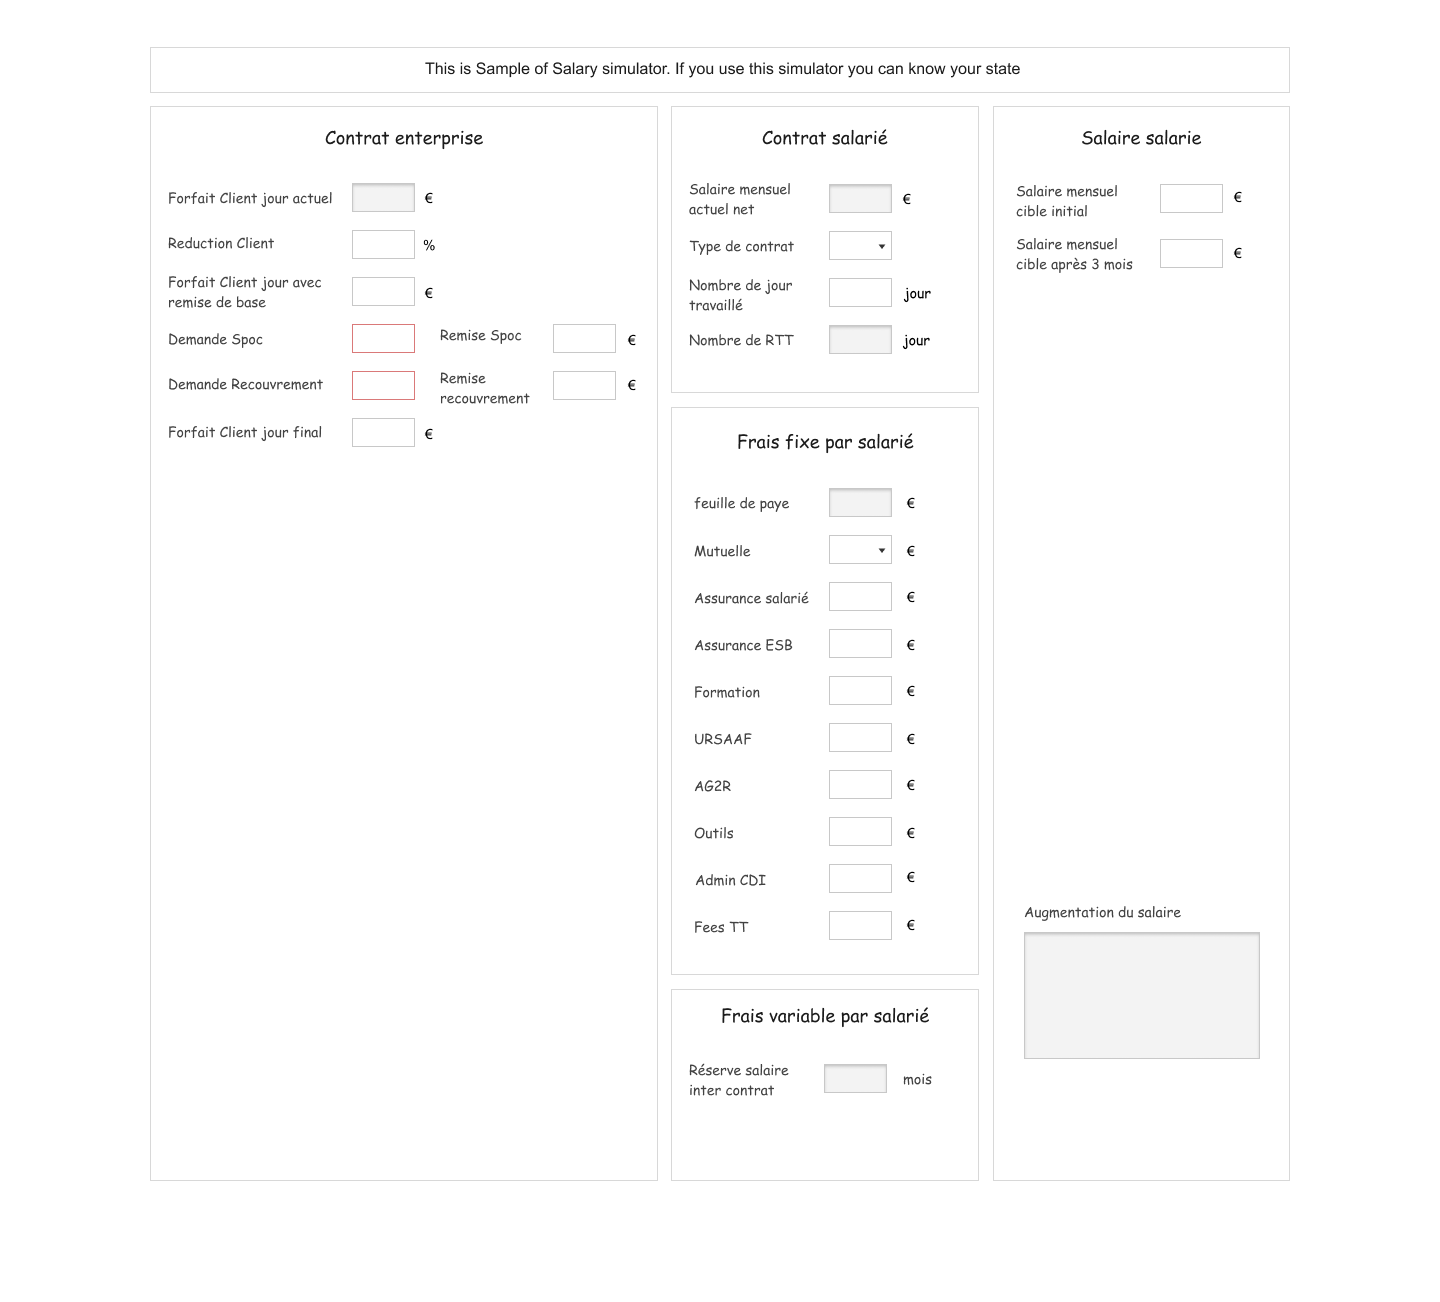 This is Sample of Salary simulator. If you use this simulator you can know your state
Contrat enterprise
Forfait Client jour actuel €
Reduction Client %
Forfait Client jour avec
remise de base €
Demande Spoc Remise Spoc €
Demande Recouvrement Remise
recouvrement €
Forfait Client jour final €
Contrat salarié
Salaire mensuel
actuel net €
Type de contrat
Nombre de jour
travaillé jour
Nombre de RTT jour
Frais fixe par salarié
feuille de paye €
Mutuelle €
Assurance salarié €
Assurance ESB €
Formation €
URSAAF €
AG2R €
Outils €
Admin CDI €
Fees TT €
Frais variable par salarié
Réserve salaire
inter contrat mois
Salaire salarie
Salaire mensuel
cible initial €
Salaire mensuel
cible après 3 mois €
Augmentation du salaire